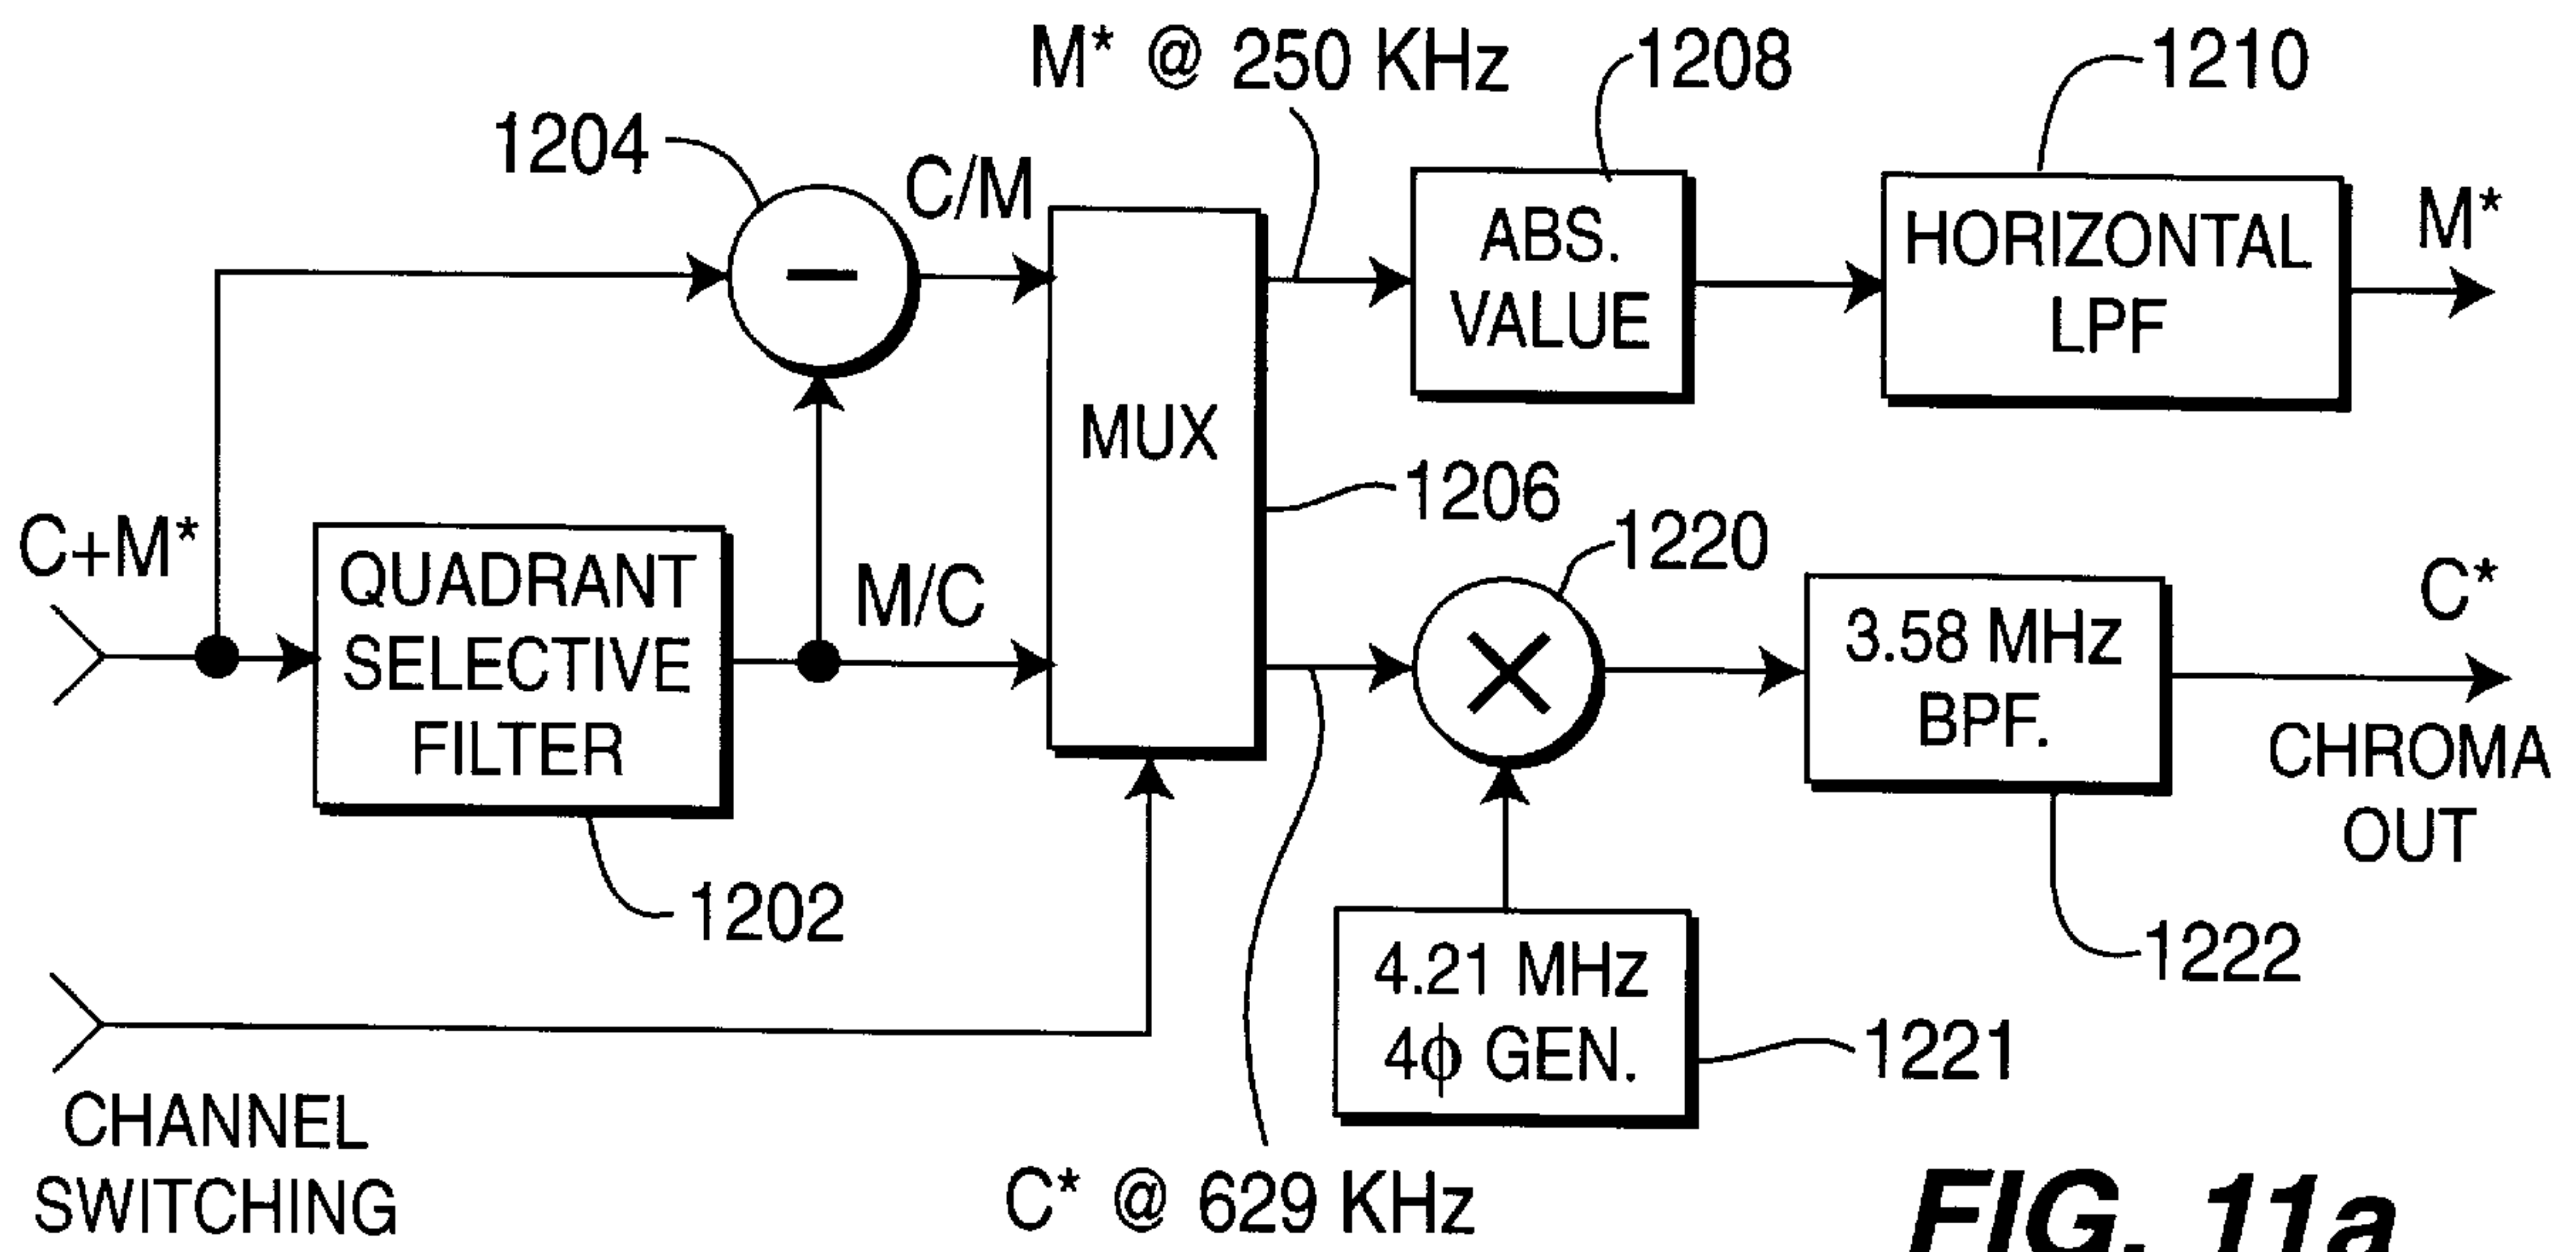 M* @ 250 KHz
1208
1210
1204
C/M
ABS.
VALUE
HORIZONTAL
LPF
M*
MUX
1206
C+M*
QUADRANT
SELECTIVE
FILTER
M/C
1220
3.58 MHz
BPF.
C*
CHROMA
OUT
1202
4.21 MHz
4ϕ GEN.
1222
1221
CHANNEL
SWITCHING
C* @ 629 KHz
FIG. 11a